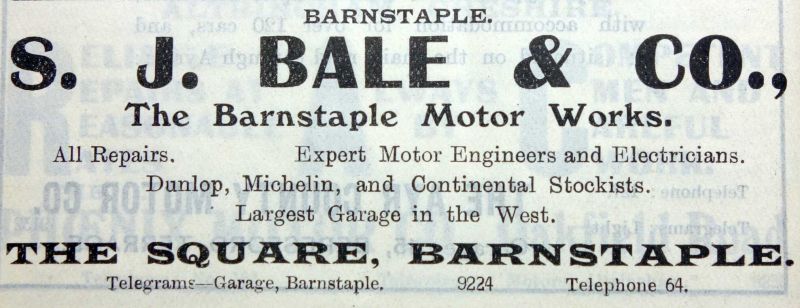 BARNSTAPLE.
S. J. BALE & CO.,
The Barnstaple Motor Works.
All Repairs. Expert Motor Engineers and Electricians.
Dunlop, Michelin, and Continental Stockists.
Largest Garage in the West.
THE SQUARE, BARNSTAPLE.
Telegrams—Garage, Barnstaple. 9224 Telephone 64.